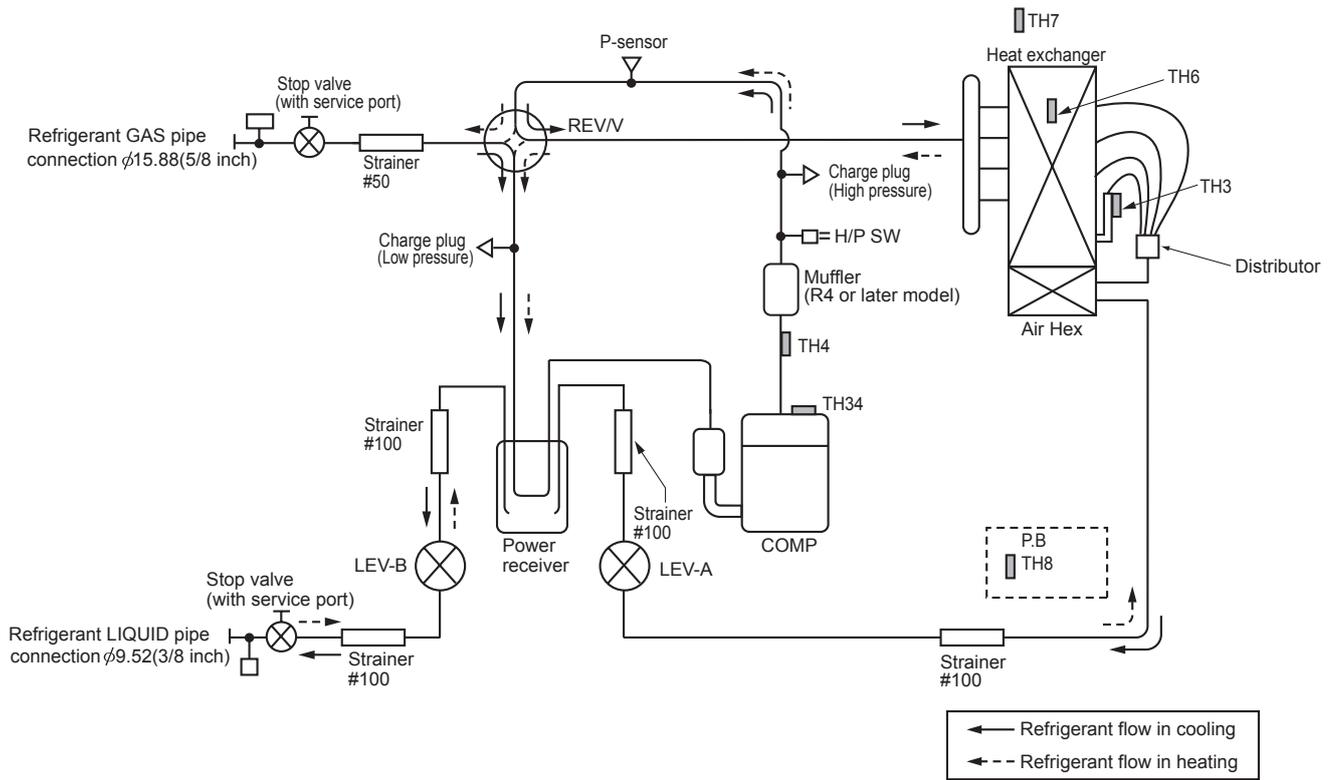 TH7
P-sensor
Heat exchanger
TH6
Stop valve
(with service port)
REV/V
Refrigerant GAS pipe
connection ϕ15.88(5/8 inch)
Strainer
#50
Charge plug
(High pressure)
TH3
H/P SW
Charge plug
(Low pressure)
Distributor
Muffler
(R4 or later model)
Air Hex
TH4
TH34
Strainer
#100
Strainer
#100
Power
receiver
COMP
P.B
TH8
LEV-B
LEV-A
Stop valve
(with service port)
Refrigerant LIQUID pipe
connection ϕ9.52(3/8 inch)
Strainer
#100
Strainer
#100
Refrigerant flow in cooling
Refrigerant flow in heating